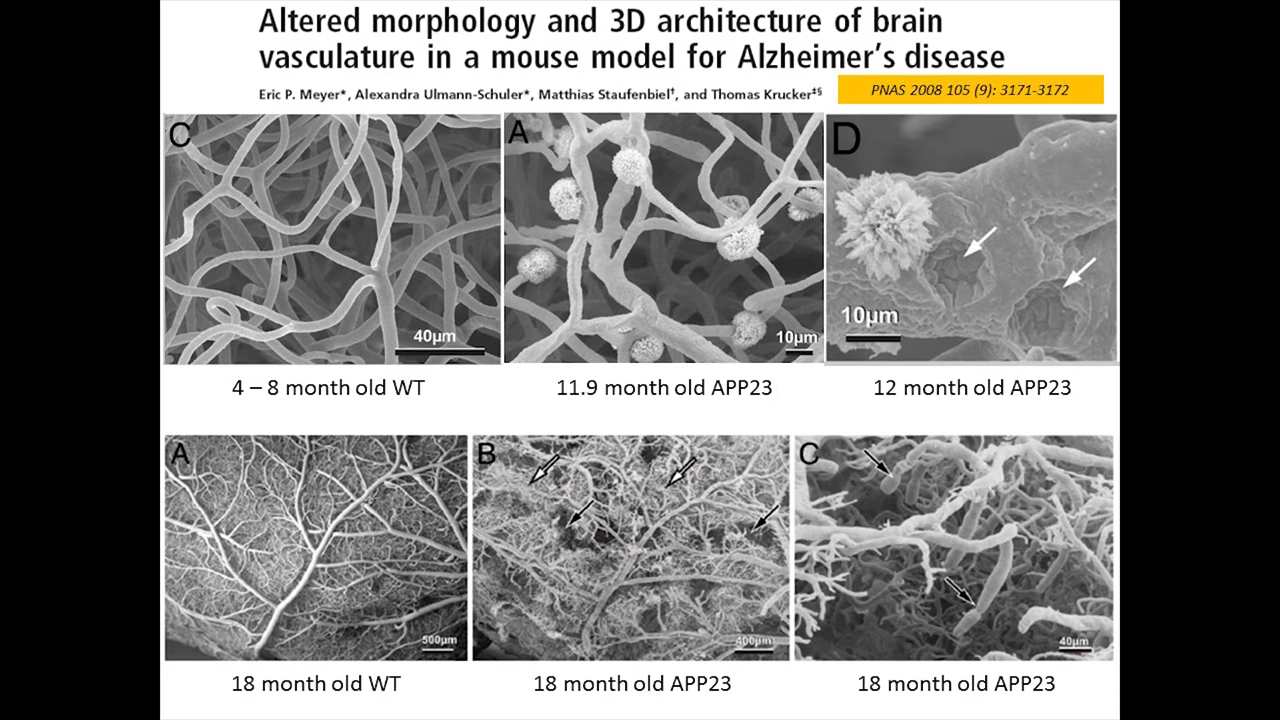 Altered morphology and 3D architecture of brain
vasculature in a mouse model for Alzheimer's disease
Eric P. Meyer*, Alexandra Ulmann-Schuler*, Matthias Staufenbiel†, and Thomas Krucker‡§
PNAS 2008 105 (9): 3171-3172
C
40µm
A
10µm
D
10µm
4 – 8 month old WT
11.9 month old APP23
12 month old APP23
A
500µm
B
400µm
C
40µm
18 month old WT
18 month old APP23
18 month old APP23